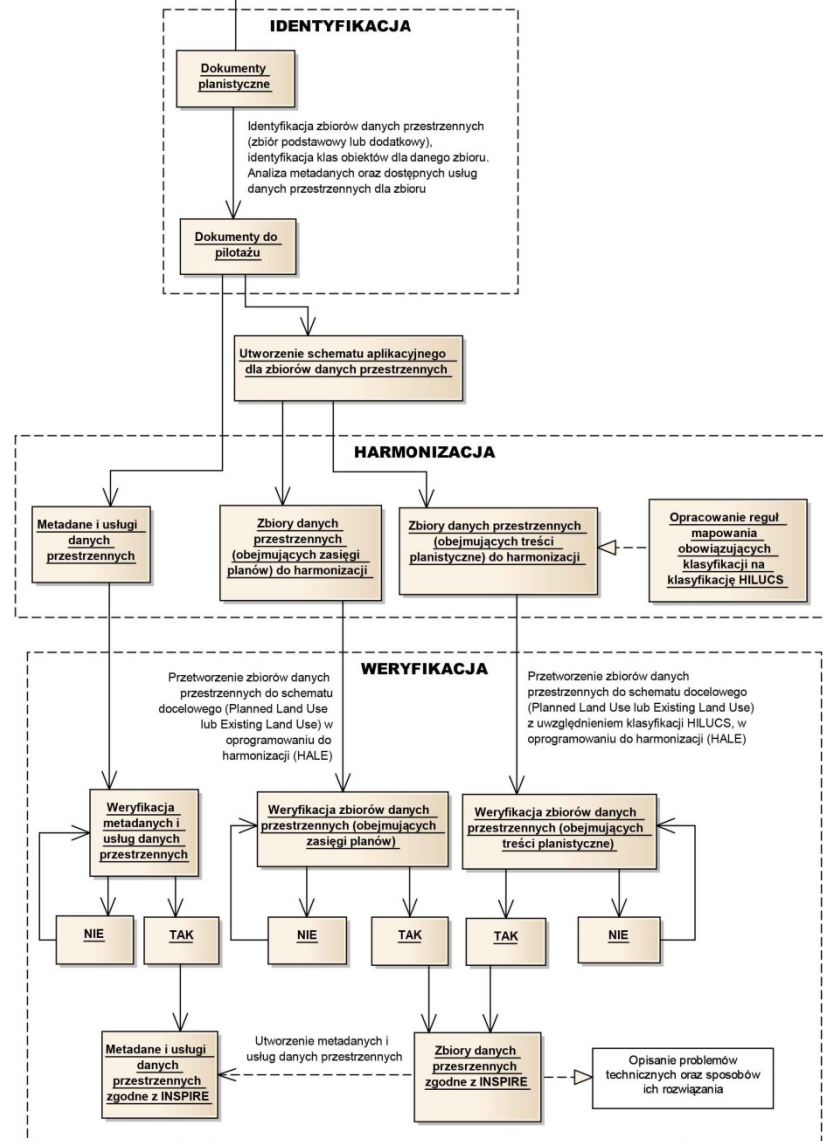 IDENTYFIKACJA
Dokumenty
planistyczne
Identyfikacja zbiorów danych przestrzennych
(zbiór podstawowy lub dodatkowy),
identyfikacja klas obiektów dla danego zbioru.
Analiza metadanych oraz dostępnych usług
danych przestrzennych dla zbioru
Dokumenty do
pilotażu
Utworzenie schematu aplikacyjnego
dla zbiorów danych przestrzennych
HARMONIZACJA
Metadane i usługi
danych
przestrzennych
Zbiory danych
przestrzennych
(obejmujących zasięgi
planów) do harmonizacji
Zbiory danych przestrzennych
(obejmujących treści
planistyczne) do harmonizacji
Opracowanie reguł
mapowania
obowiązujących
klasyfikacji na
klasyfikację HILUCS
WERYFIKACJA
Przetworzenie zbiorów danych
przestrzennych do schematu
docelowego (Planned Land Use
lub Existing Land Use) w
oprogramowaniu do
harmonizacji (HALE)
Przetworzenie zbiorów danych
przestrzennych do schematu docelowego
(Planned Land Use lub Existing Land Use)
z uwzględnieniem klasyfikacji HILUCS, w
oprogramowaniu do harmonizacji (HALE)
Weryfikacja
metadanych i
usług danych
przestrzennych
Weryfikacja zbiorów danych
przestrzennych (obejmujących
zasięgi planów)
Weryfikacja zbiorów danych
przestrzennych (obejmujących
treści planistyczne)
NIE
TAK
NIE
TAK
TAK
NIE
Metadane i usługi
danych
przestrzennych
zgodne z INSPIRE
Utworzenie metadanych i
usług danych przestrzennych
Zbiory danych
przesrzennych
zgodne z INSPIRE
Opisanie problemów
technicznych oraz sposobów
ich rozwiązania